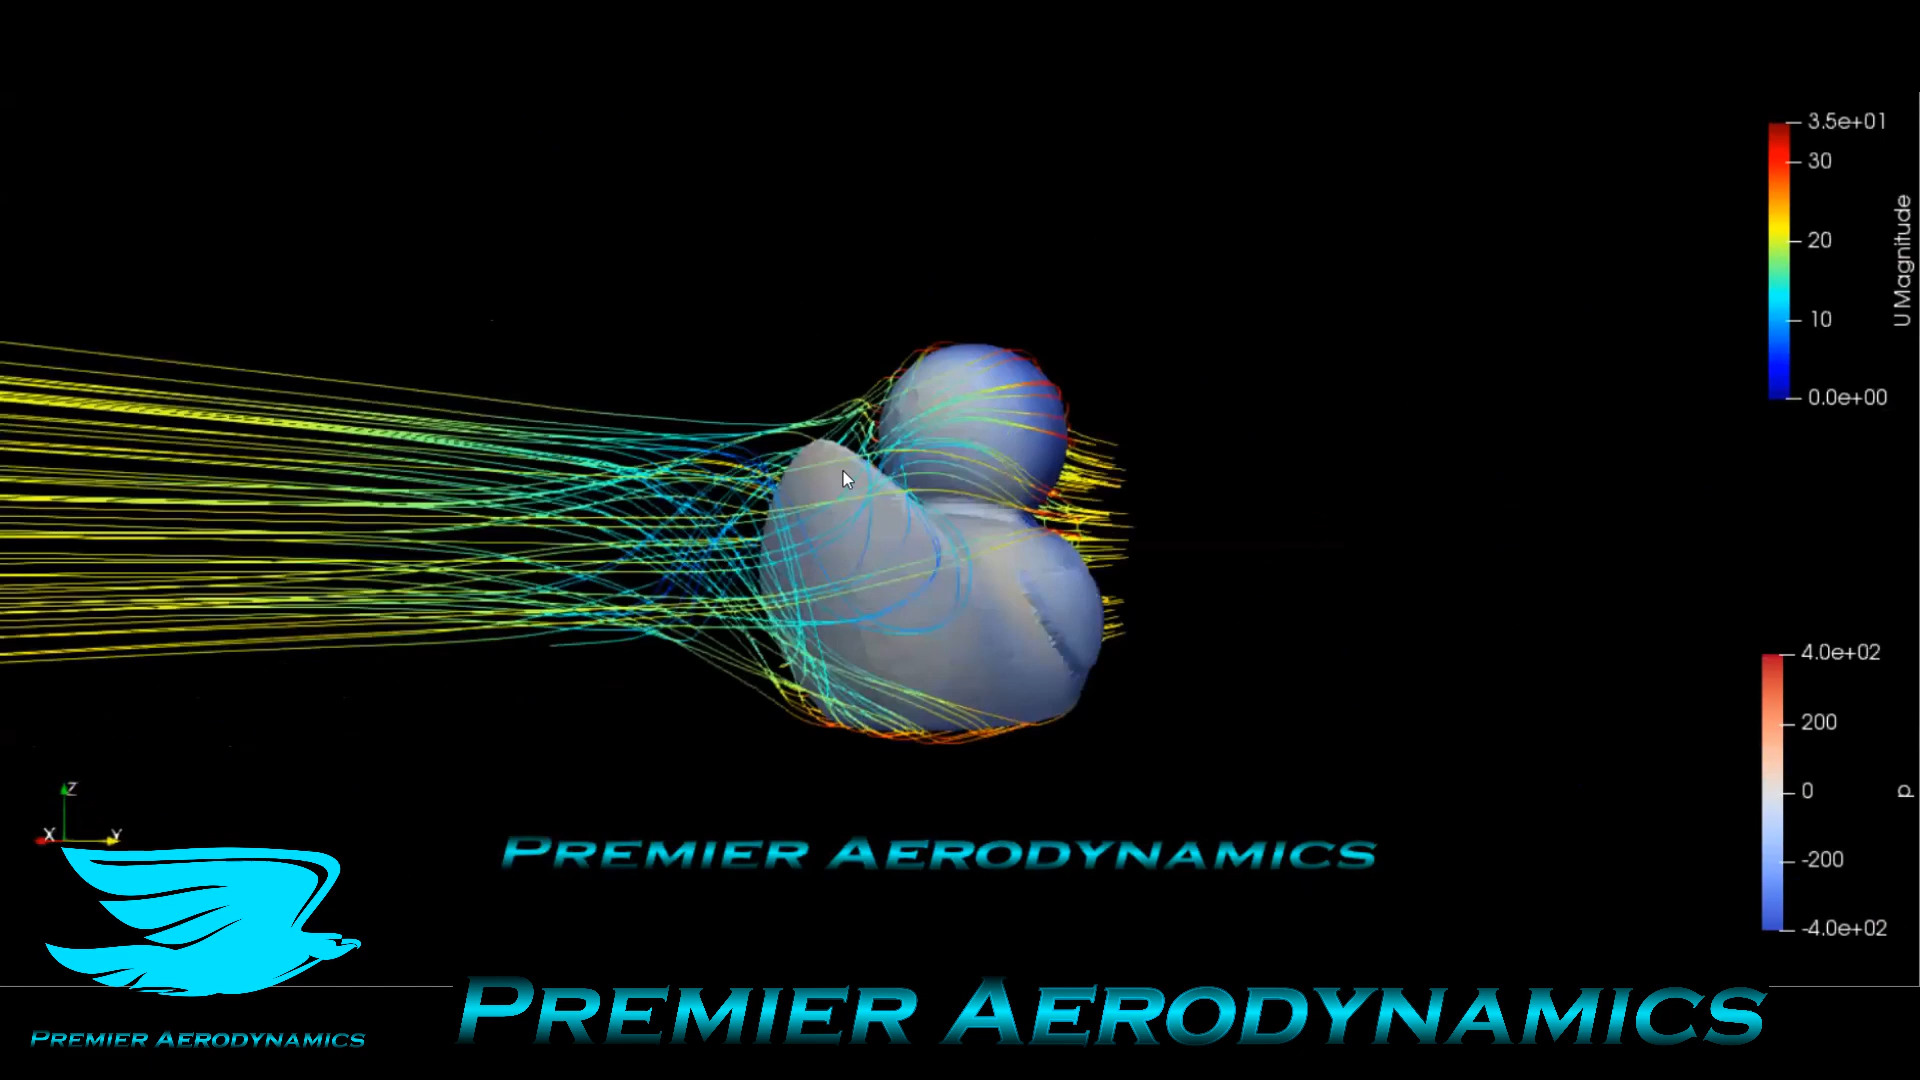 3.5e+01
30
20
10
0.0e+00
U Magnitude
4.0e+02
200
0
-200
-4.0e+02
p
Z
X
Y
PREMIER AERODYNAMICS
PREMIER AERODYNAMICS
PREMIER AERODYNAMICS